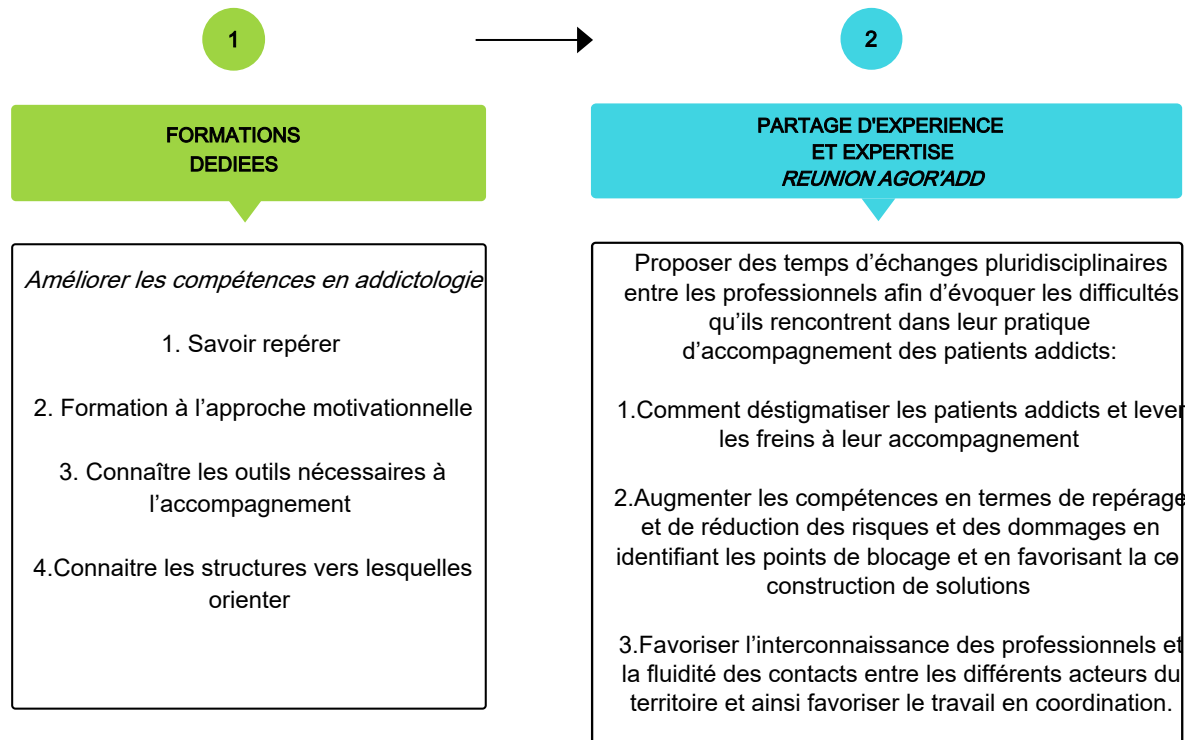 1
FORMATIONS
DEDIEES
Améliorer les compétences en addictologie
1. Savoir repérer
2. Formation à l'approche motivationnelle
3. Connaître les outils nécessaires à
l'accompagnement
4.Connaitre les structures vers lesquelles
orienter
2
PARTAGE D'EXPERIENCE
ET EXPERTISE
REUNION AGOR'ADD
Proposer des temps d'échanges pluridisciplinaires
entre les professionnels afin d'évoquer les difficultés
qu'ils rencontrent dans leur pratique
d'accompagnement des patients addicts:
1.Comment déstigmatiser les patients addicts et lever
les freins à leur accompagnement
2.Augmenter les compétences en termes de repérage
et de réduction des risques et des dommages en
identifiant les points de blocage et en favorisant la co-
construction de solutions
3.Favoriser l'interconnaissance des professionnels et
la fluidité des contacts entre les différents acteurs du
territoire et ainsi favoriser le travail en coordination.